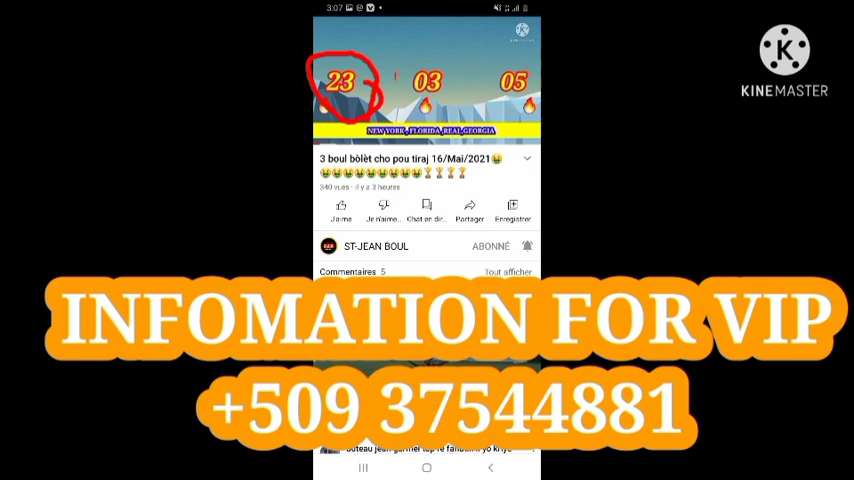 3:07
23 03 05
NEW YORK, FLORIDA, REAL, GEORGIA
3 boul bòlèt cho pou tiraj 16/Mai/2021
340 vues · il y a 3 heures
J'aime Je n'aime... Chat en dir... Partager Enregistrer
ST-JEAN BOUL ABONNÉ
Commentaires 5 Tout afficher
INFOMATION FOR VIP
+509 37544881
K
KINEMASTER